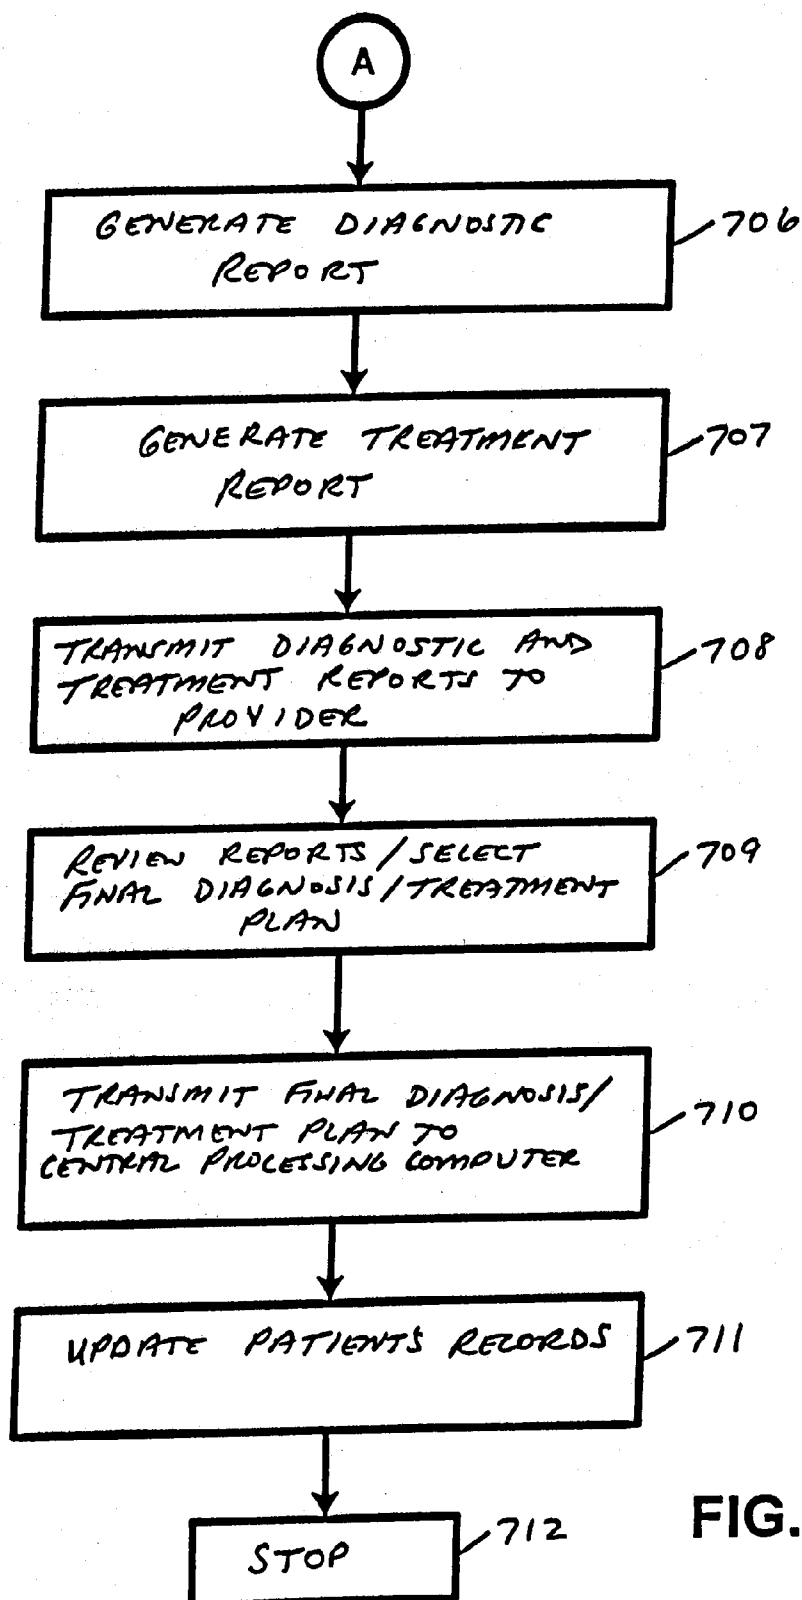 A
GENERATE DIAGNOSTIC
REPORT
706
GENERATE TREATMENT
REPORT
707
TRANSMIT DIAGNOSTIC AND
TREATMENT REPORTS TO
PROVIDER
708
REVIEW REPORTS/SELECT
FINAL DIAGNOSIS/TREATMENT
PLAN
709
TRANSMIT FINAL DIAGNOSIS/
TREATMENT PLAN TO
CENTRAL PROCESSING COMPUTER
710
UPDATE PATIENT'S RECORDS
711
STOP
712
FIG.